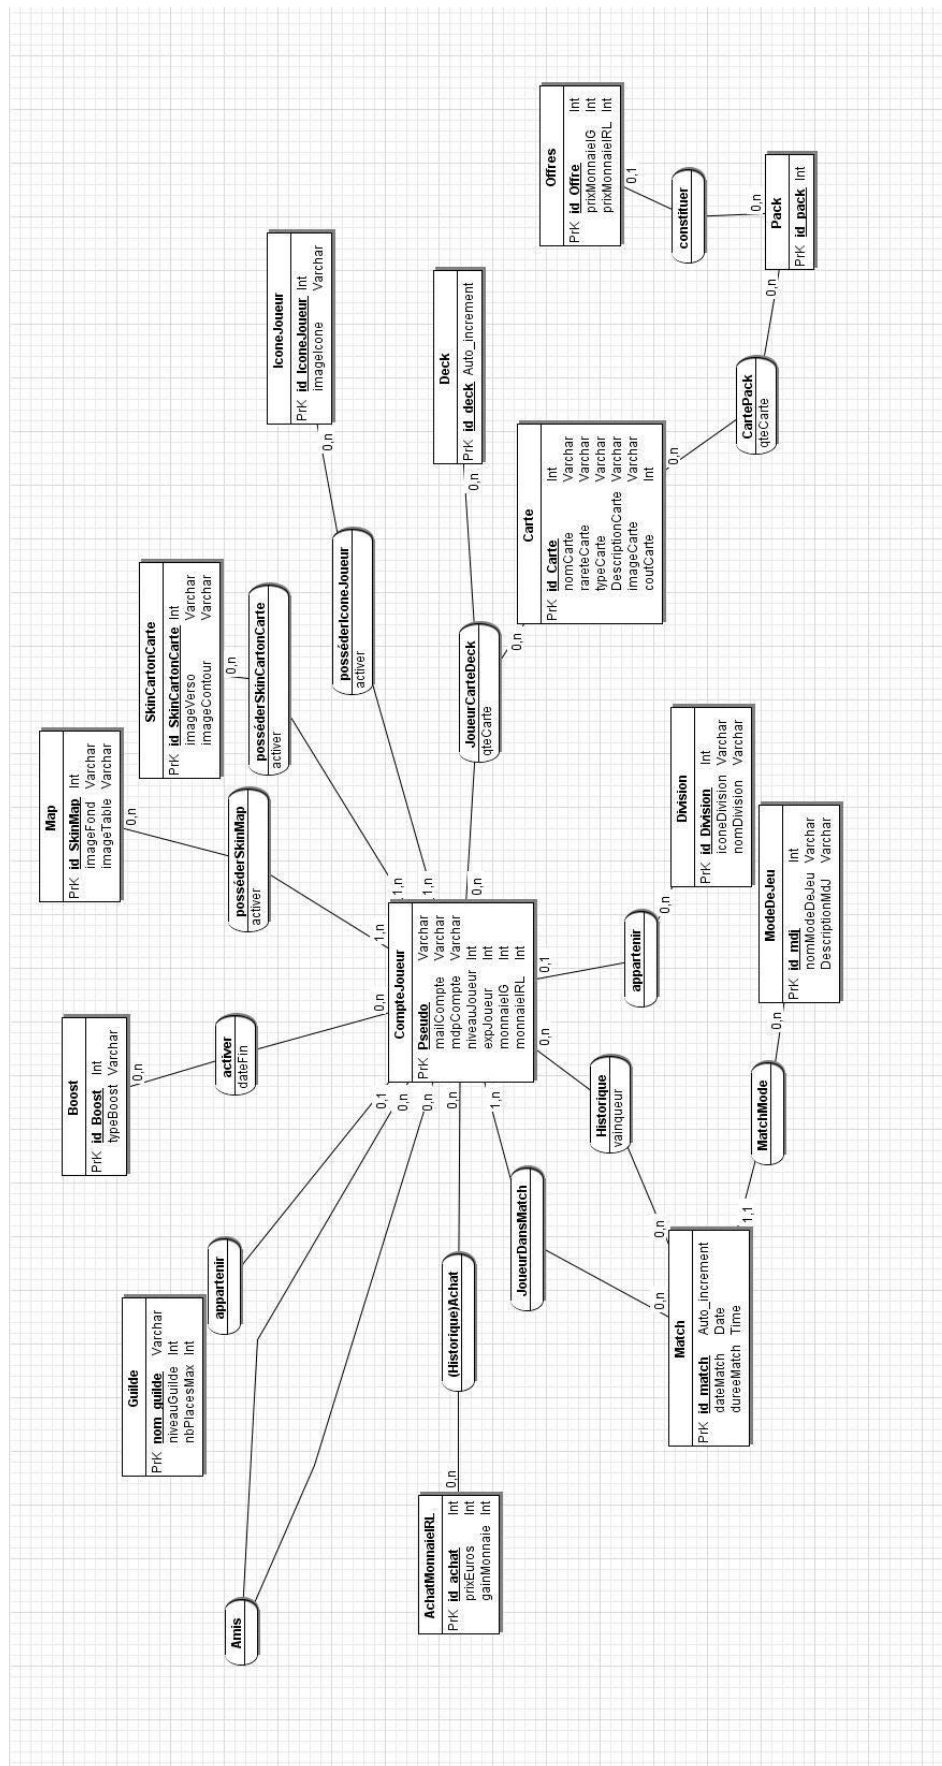 Map
PrK id_SkinMap Int
imageFond Varchar
imageTable Varchar
0,n
Boost
PrK id_Boost Int
typeBoost Varchar
0,n
Guilde
PrK nom_guilde Varchar
niveauGuilde Int
nbPlacesMax Int
SkinCartonCarte
PrK id_SkinCartonCarte Int
imageVerso Varchar
imageContour Varchar
0,n
appartenir
activer
dateFin
posséderSkinMap
activer
posséderSkinCartonCarte
activer
Amis
IconeJoueur
PrK id_IconeJoueur Int
imageIcone Varchar
0,n
posséderIconeJoueur
activer
0,1
0,n
0,n
0,n
1,n
0,n
1,n
1,n
1,n
0,n
CompteJoueur
PrK Pseudo Varchar
mailCompte Varchar
mdpCompte Varchar
niveauJoueur Int
expJoueur Int
monnaieIG Int
monnaieIRL Int
0,n
0,1
AchatMonnaieIRL
PrK id_achat Int
prixEuros Int
gainMonnaie Int
0,n
(Historique)Achat
Deck
PrK id_deck Auto_increment
0,n
JoueurCarteDeck
qteCarte
0,n
JoueurDansMatch
Carte
PrK id_Carte Int
nomCarte Varchar
rareteCarte Varchar
typeCarte Varchar
DescriptionCarte Varchar
imageCarte Varchar
coutCarte Int
0,n
Offres
PrK id_Offre Int
prixMonnaieIG Int
prixMonnaieIRL Int
0,1
Historique
vainqueur
appartenir
0,n
constituer
0,n
0,n
Match
PrK id_match Auto_increment
dateMatch Date
dureeMatch Time
1,1
Division
PrK id_Division Int
iconeDivision Varchar
nomDivision Varchar
CartePack
qteCarte
0,n
0,n
Pack
PrK id_pack Int
MatchMode
0,n
ModeDeJeu
PrK id_mdj Int
nomModeDeJeu Varchar
DescriptionMdJ Varchar